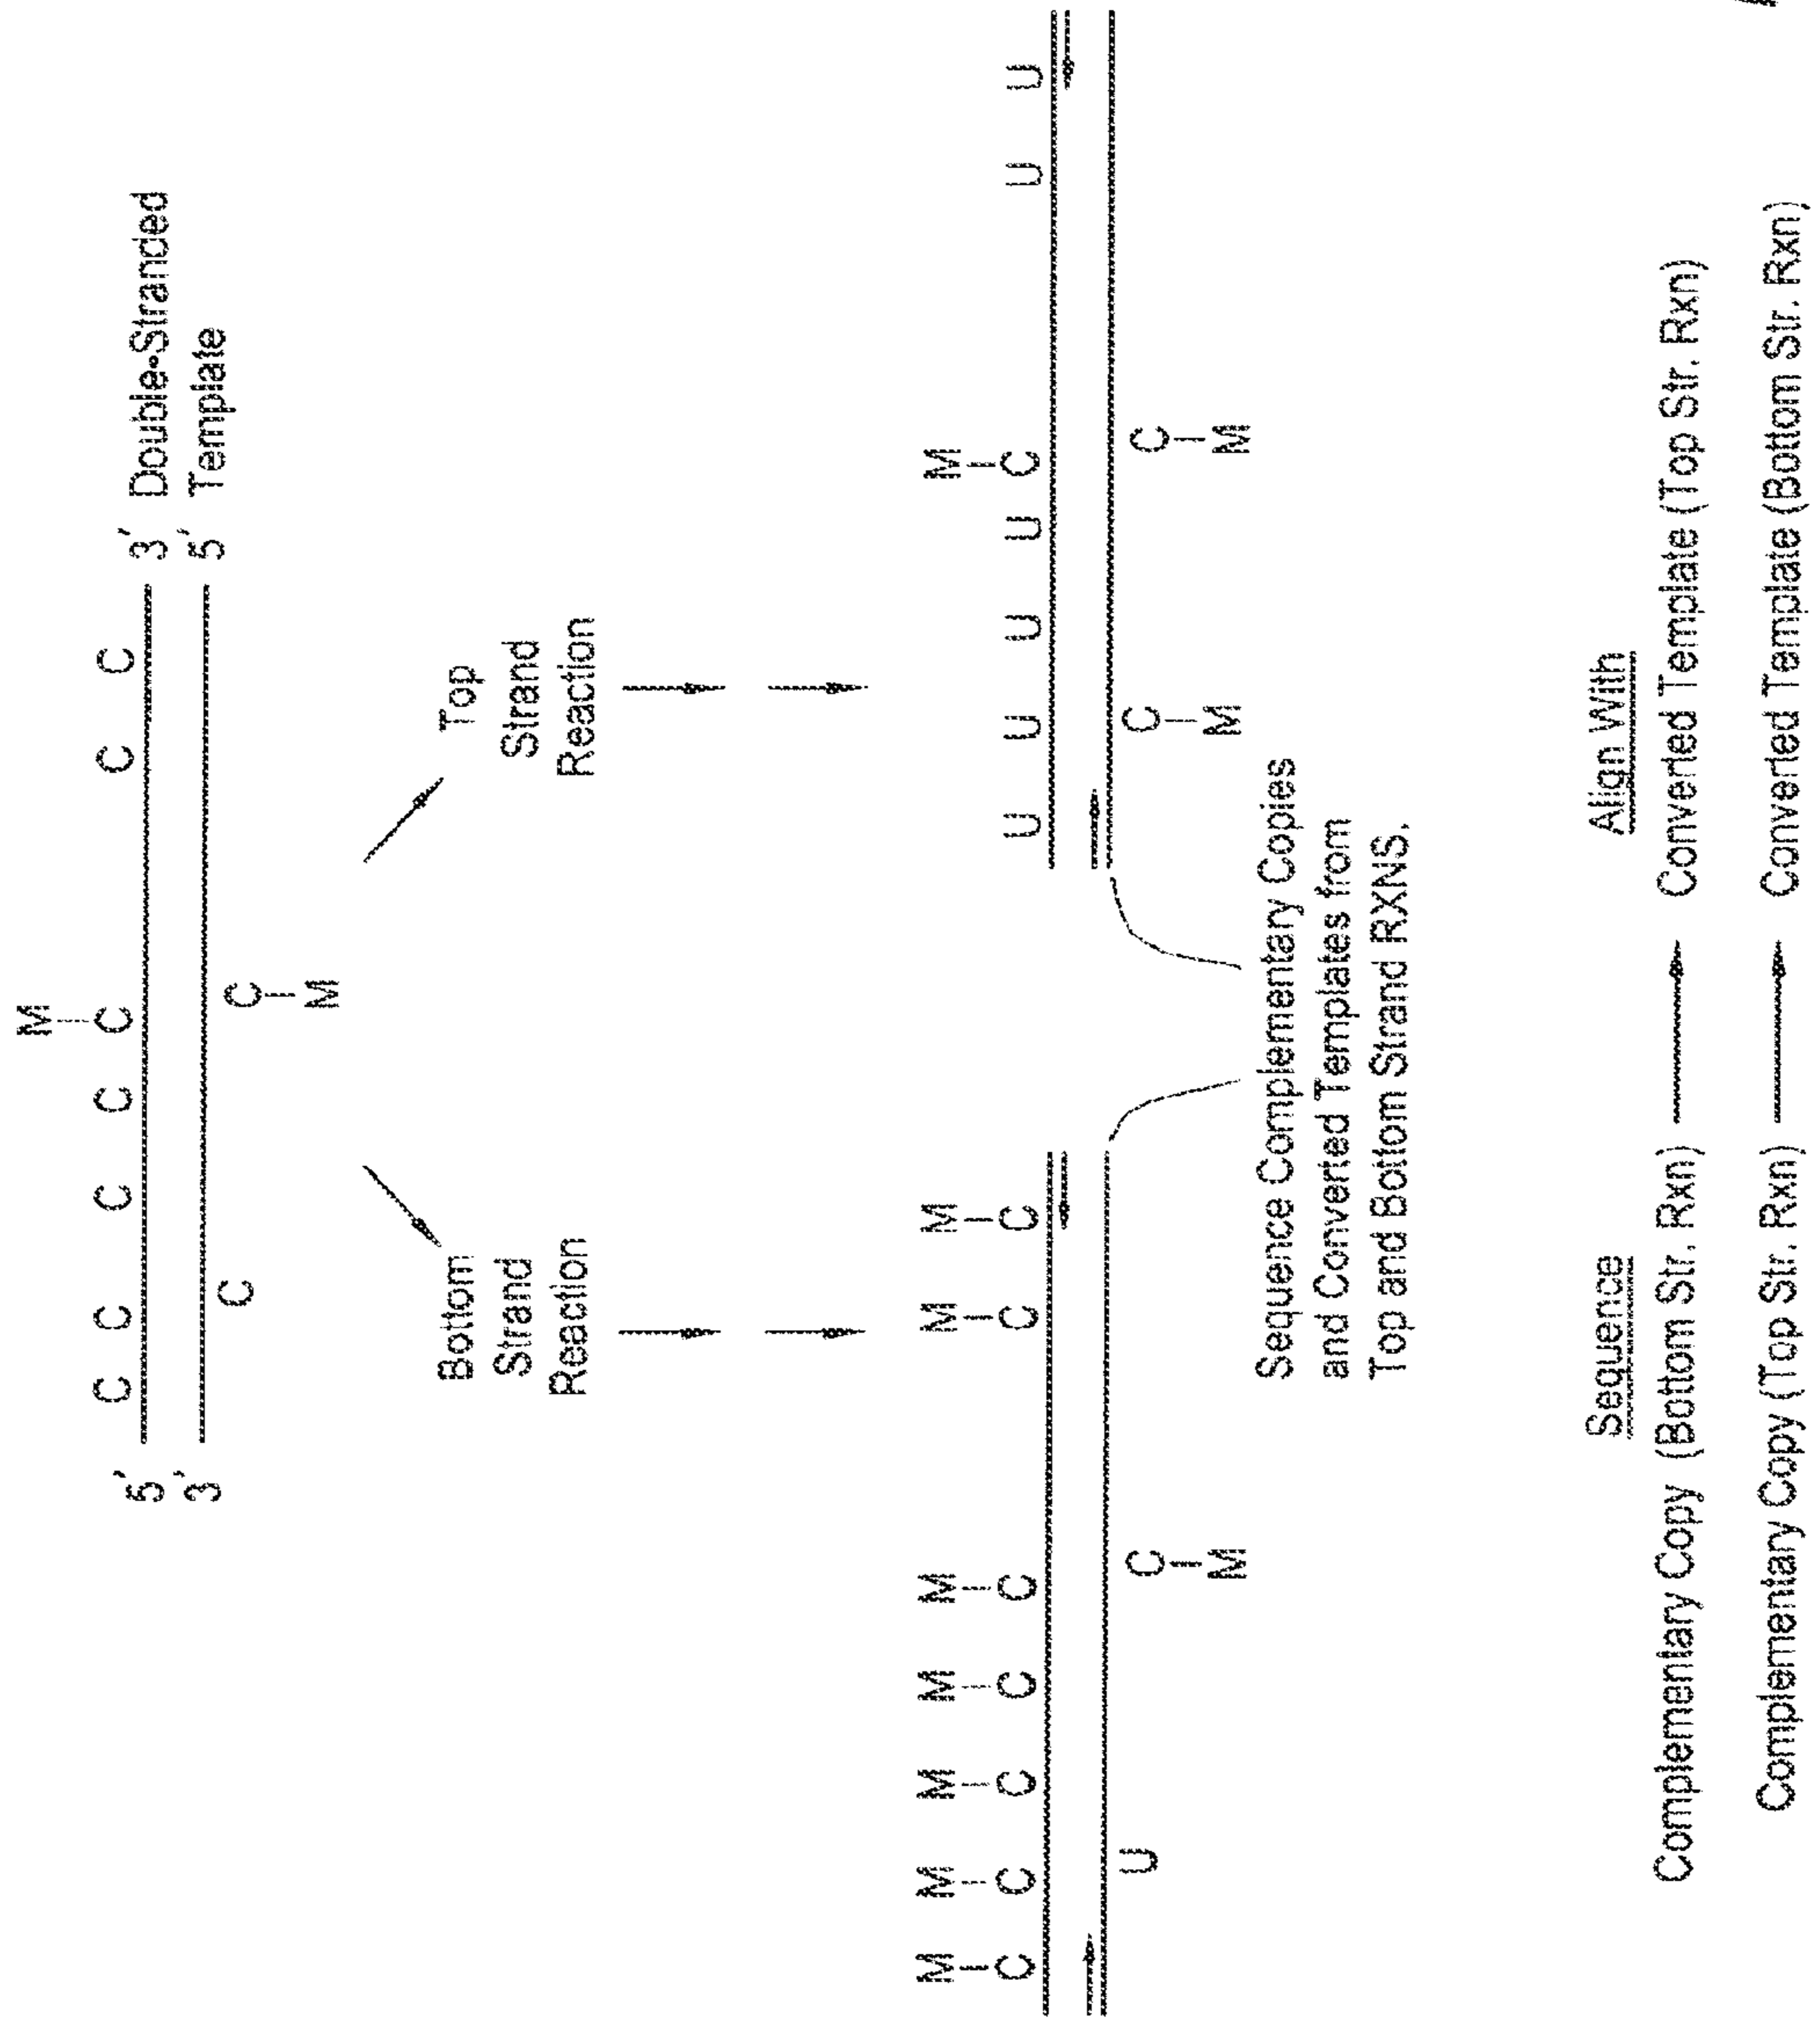 M
C C C C C C C
5' 3' Double-Stranded
3' 5' Template
C C
M
Bottom
Strand
Reaction
Top
Strand
Reaction
M M M M M M M
C C C C C C C
U C
M
M
U U U U C U U
C C
M M
Sequence Complementary Copies
and Converted Templates from
Top and Bottom Strand RXNS.
Sequence Align With
Complementary Copy (Bottom Str. Rxn) Converted Template (Top Str. Rxn)
Complementary Copy (Top Str. Rxn) Converted Template (Bottom Str. Rxn)